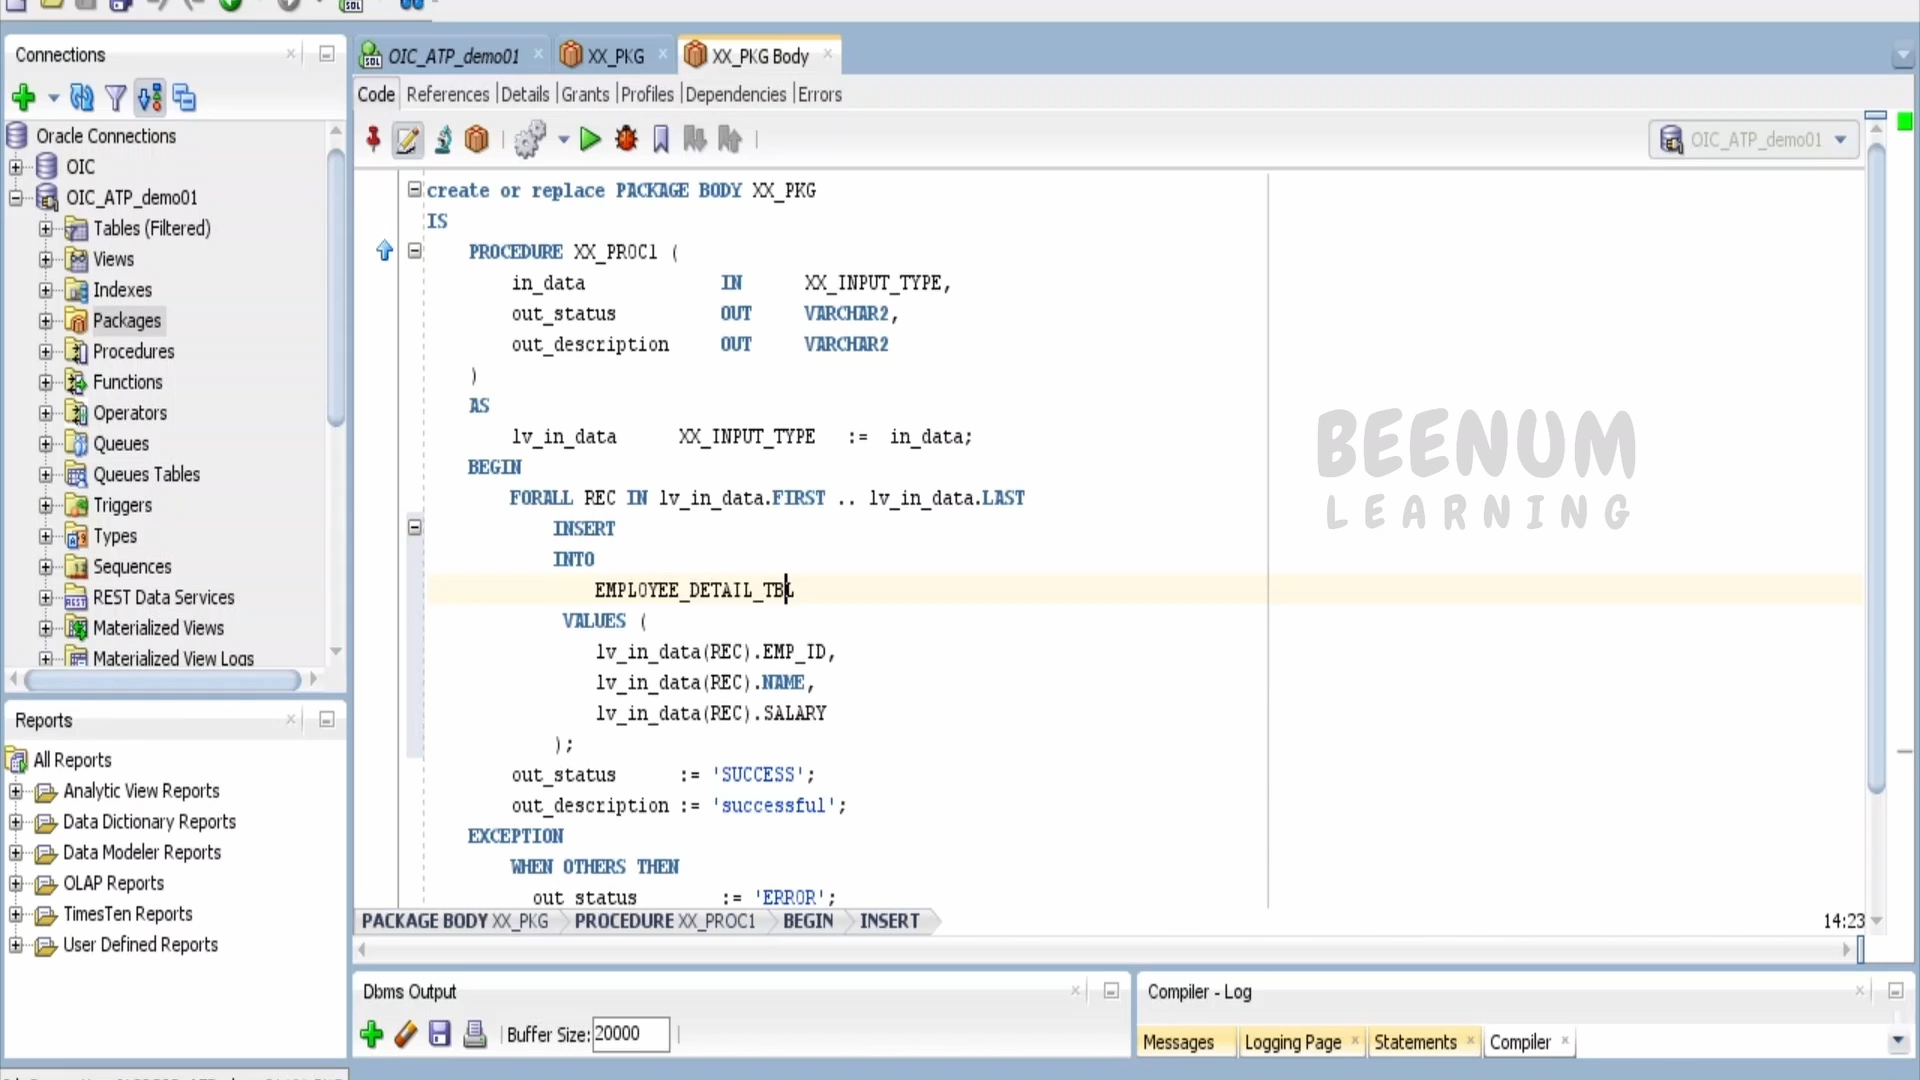 Connections
Oracle Connections
OIC
OIC_ATP_demo01
Tables (Filtered)
Views
Indexes
Packages
Procedures
Functions
Operators
Queues
Queues Tables
Triggers
Types
Sequences
REST Data Services
Materialized Views
Materialized View Logs
Reports
All Reports
Analytic View Reports
Data Dictionary Reports
Data Modeler Reports
OLAP Reports
TimesTen Reports
User Defined Reports
OIC_ATP_demo01 XX_PKG XX_PKG Body
Code References Details Grants Profiles Dependencies Errors
OIC_ATP_demo01
create or replace PACKAGE BODY XX_PKG
IS
PROCEDURE XX_PROC1 (
in_data IN XX_INPUT_TYPE,
out_status OUT VARCHAR2,
out_description OUT VARCHAR2
)
AS
lv_in_data XX_INPUT_TYPE := in_data;
BEGIN
FORALL REC IN lv_in_data.FIRST .. lv_in_data.LAST
INSERT
INTO
EMPLOYEE_DETAIL_TBL
VALUES (
lv_in_data(REC).EMP_ID,
lv_in_data(REC).NAME,
lv_in_data(REC).SALARY
);
out_status := 'SUCCESS';
out_description := 'successful';
EXCEPTION
WHEN OTHERS THEN
out_status := 'ERROR';
BEENUM
LEARNING
PACKAGE BODY XX_PKG PROCEDURE XX_PROC1 BEGIN INSERT
14:23
Dbms Output
Buffer Size: 20000
Compiler - Log
Messages Logging Page Statements Compiler